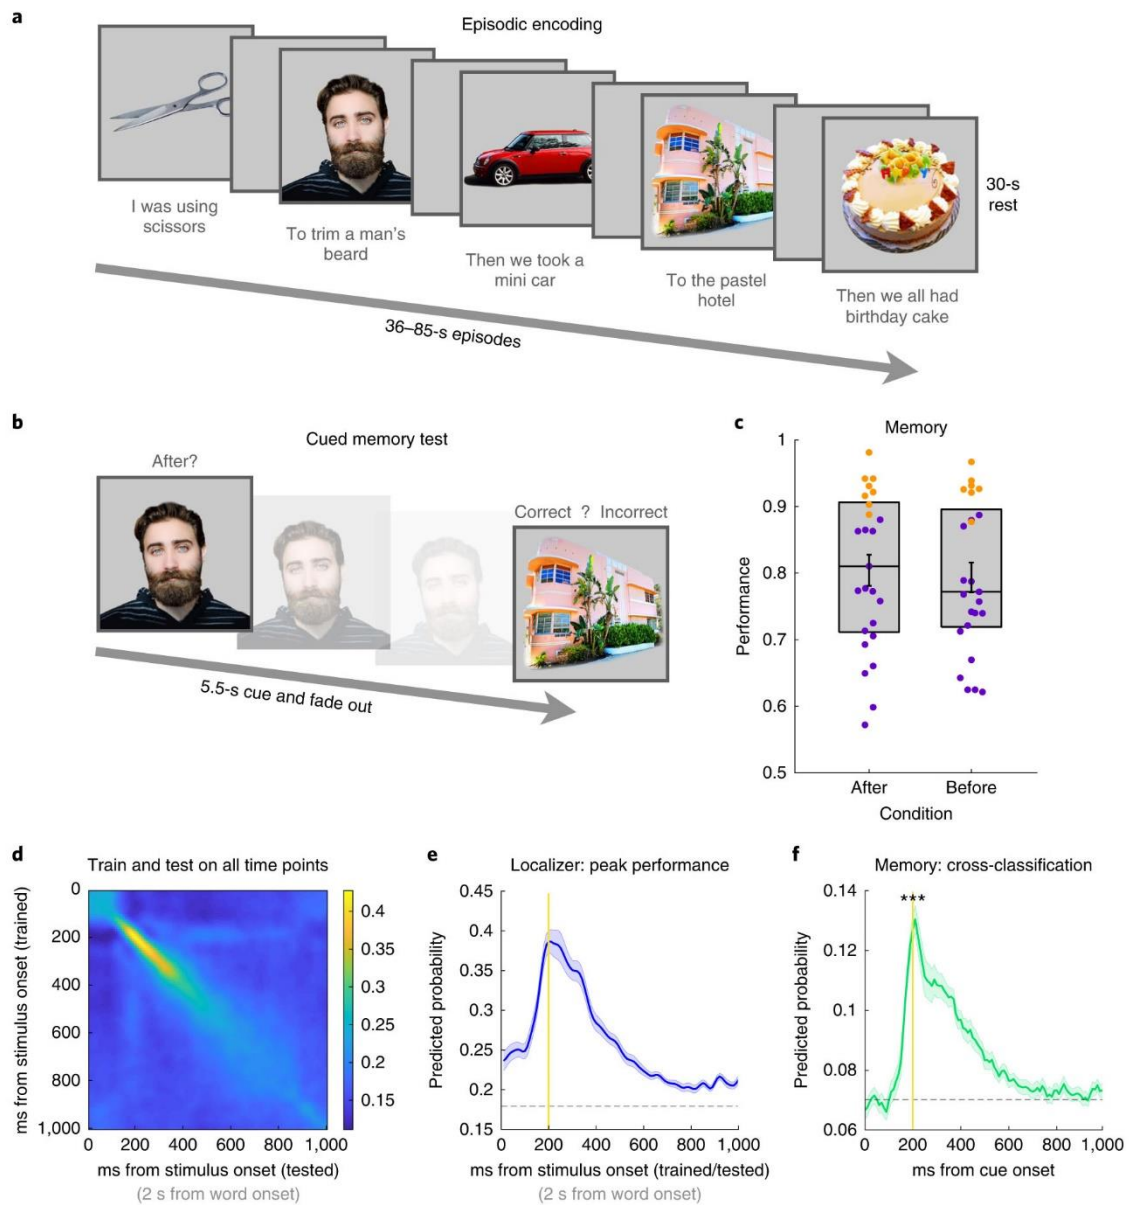 a
Episodic encoding
I was using
scissors
To trim a man's
beard
Then we took a
mini car
To the pastel
hotel
Then we all had
birthday cake
30-s
rest
36–85-s episodes
b
Cued memory test
After?
Correct ? Incorrect
5.5-s cue and fade out
c
Memory
Performance
1
0.9
0.8
0.7
0.6
0.5
After
Before
Condition
d
Train and test on all time points
ms from stimulus onset (trained)
0
200
400
600
800
1,000
0 200 400 600 800 1,000
0.4
0.35
0.3
0.25
0.2
0.15
ms from stimulus onset (tested)
(2 s from word onset)
e
Localizer: peak performance
Predicted probability
0.45
0.4
0.35
0.3
0.25
0.2
0.15
0 200 400 600 800 1,000
ms from stimulus onset (trained/tested)
(2 s from word onset)
f
Memory: cross-classification
***
Predicted probability
0.14
0.12
0.1
0.08
0.06
0 200 400 600 800 1,000
ms from cue onset